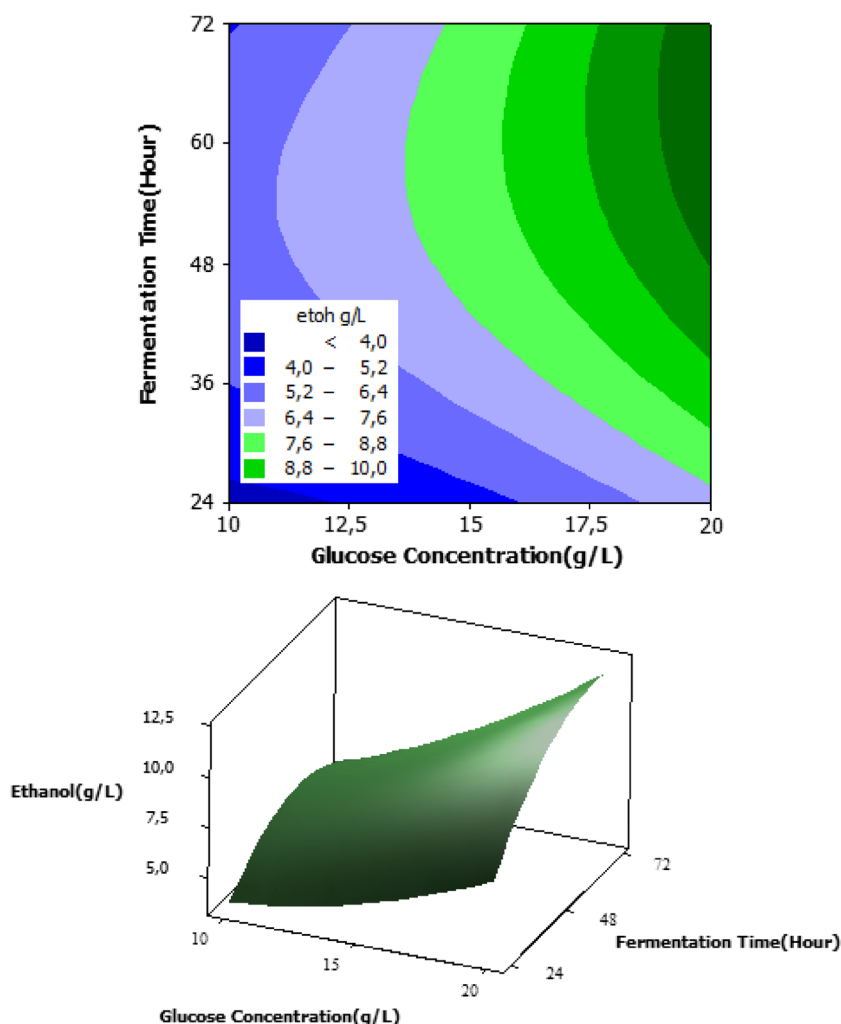 72
60
48
36
24
Fermentation Time(Hour)
etoh g/L
< 4,0
4,0 – 5,2
5,2 – 6,4
6,4 – 7,6
7,6 – 8,8
8,8 – 10,0
10 12,5 15 17,5 20
Glucose Concentration(g/L)
12,5
10,0
7,5
5,0
Ethanol(g/L)
10
15
20
Glucose Concentration(g/L)
72
48
24
Fermentation Time(Hour)